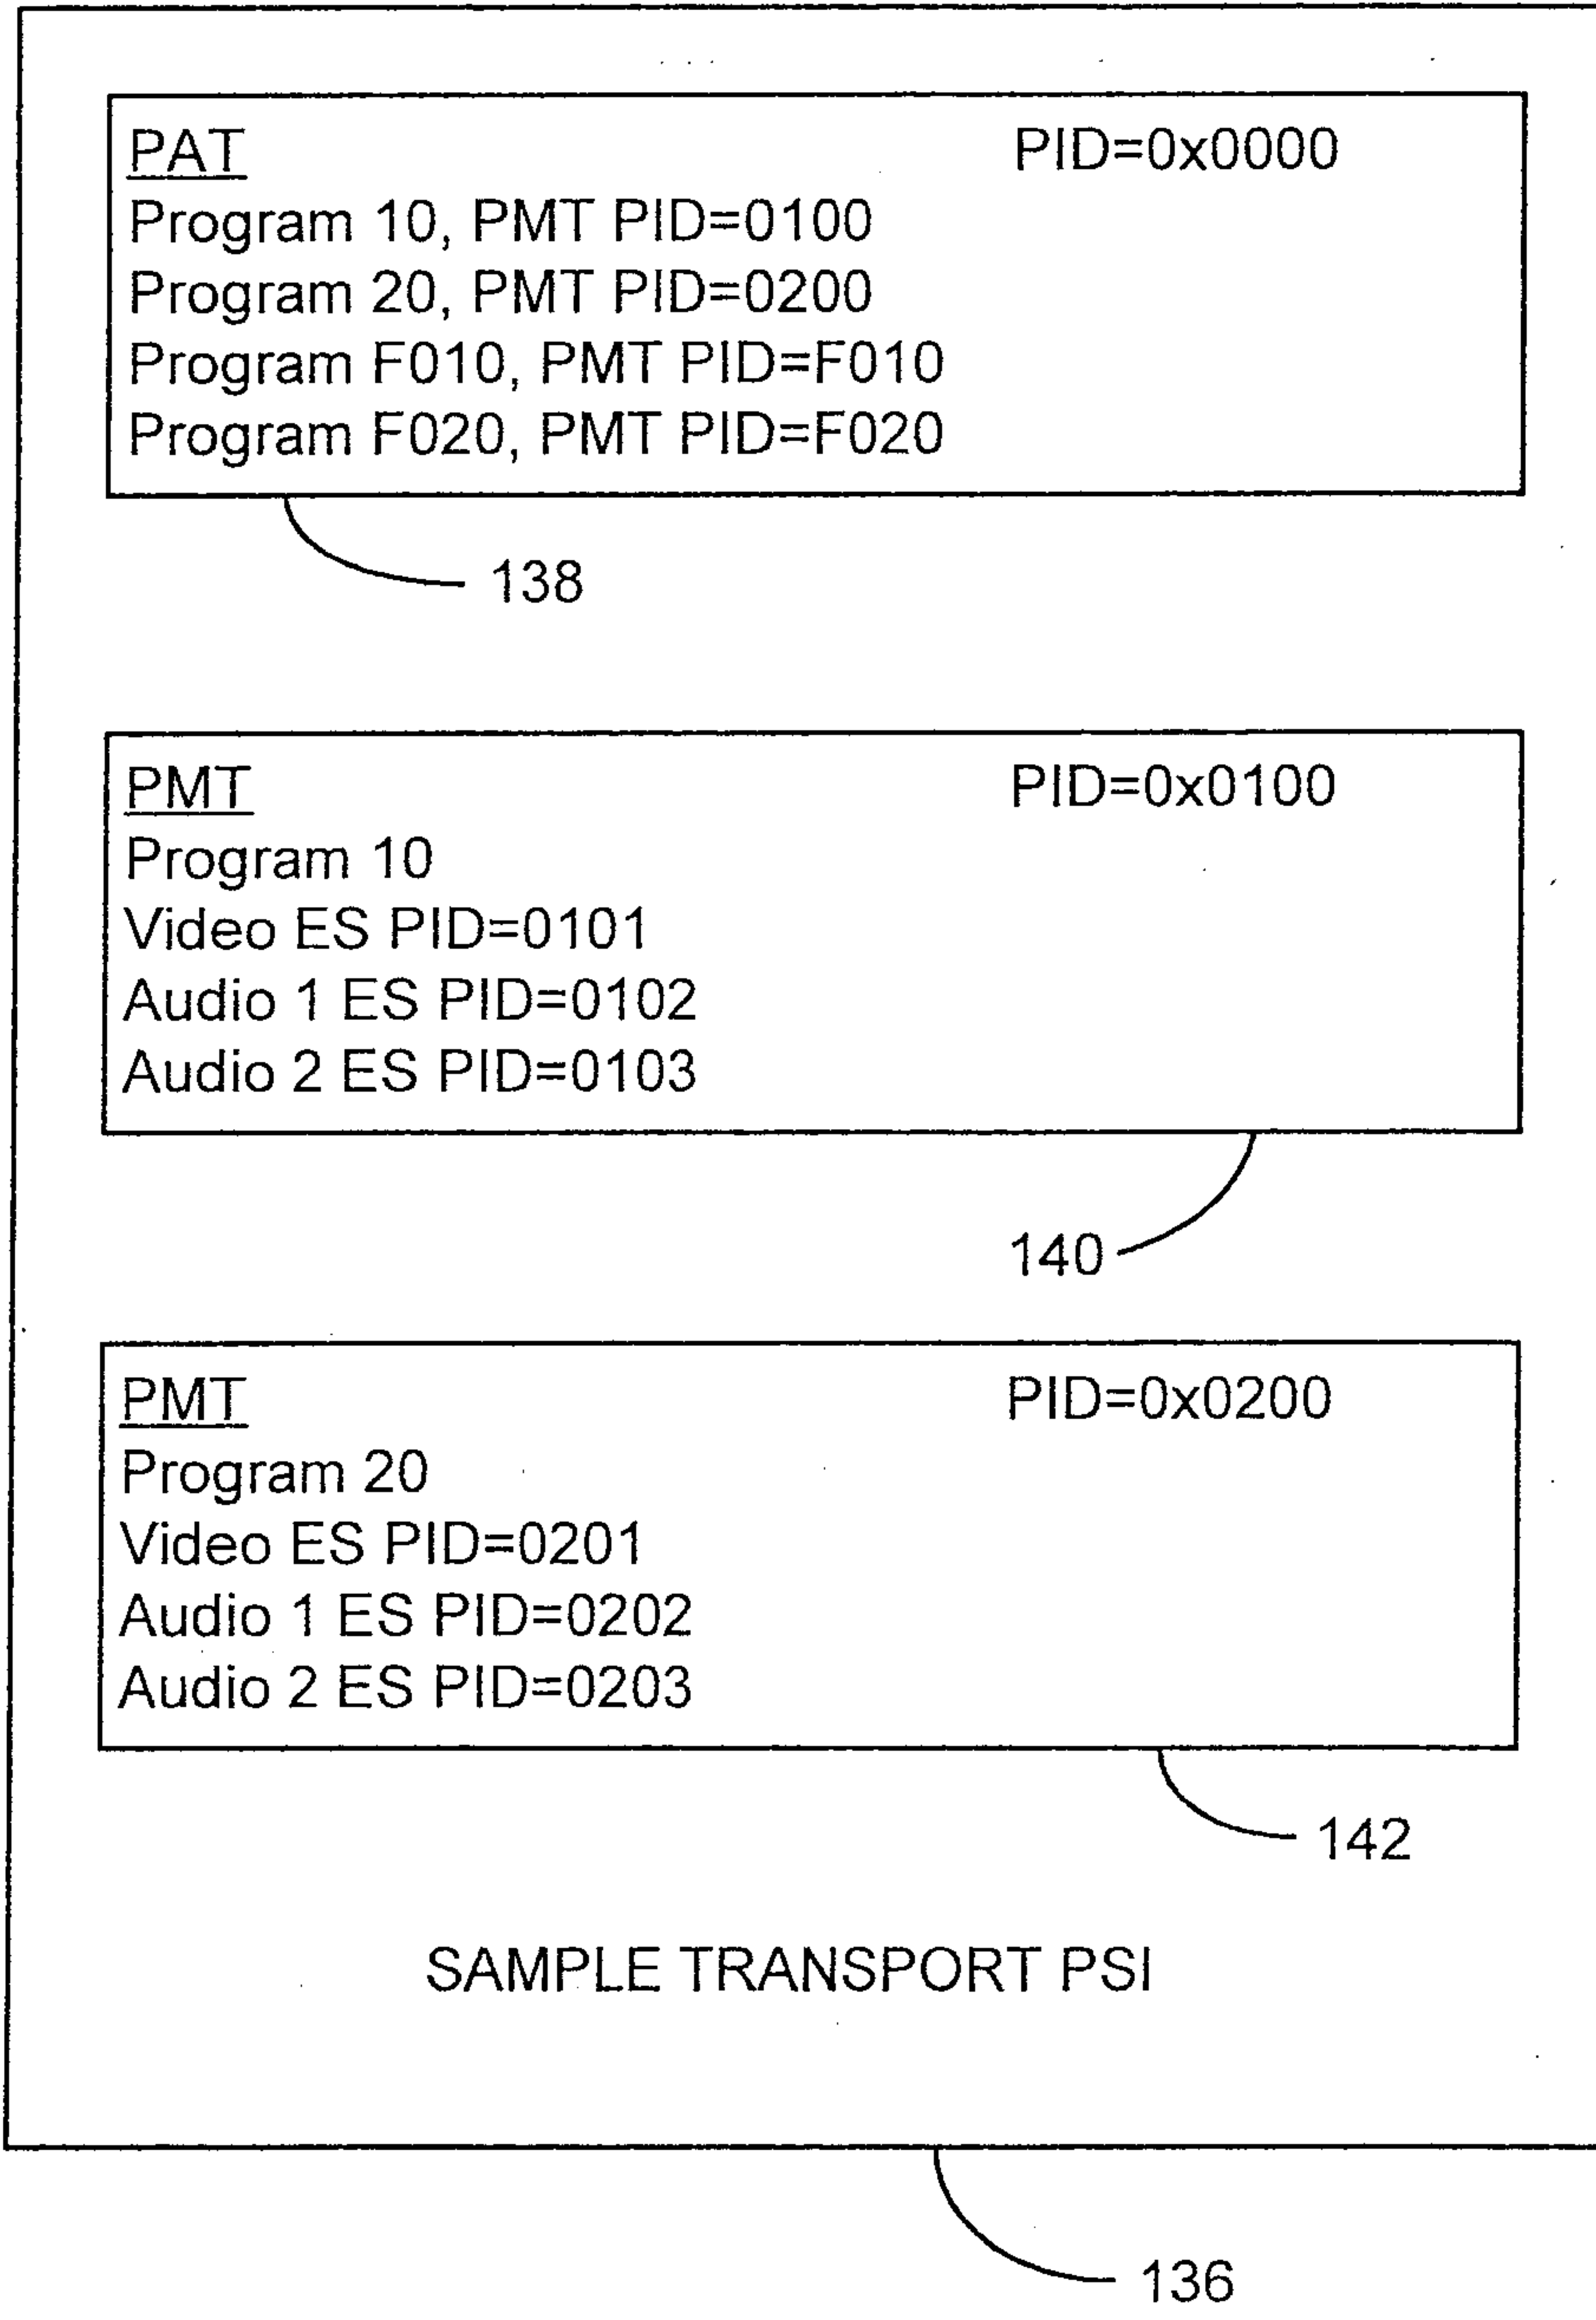 PAT PID=0x0000
Program 10, PMT PID=0100
Program 20, PMT PID=0200
Program F010, PMT PID=F010
Program F020, PMT PID=F020
138
PMT PID=0x0100
Program 10
Video ES PID=0101
Audio 1 ES PID=0102
Audio 2 ES PID=0103
140
PMT PID=0x0200
Program 20
Video ES PID=0201
Audio 1 ES PID=0202
Audio 2 ES PID=0203
142
SAMPLE TRANSPORT PSI
136